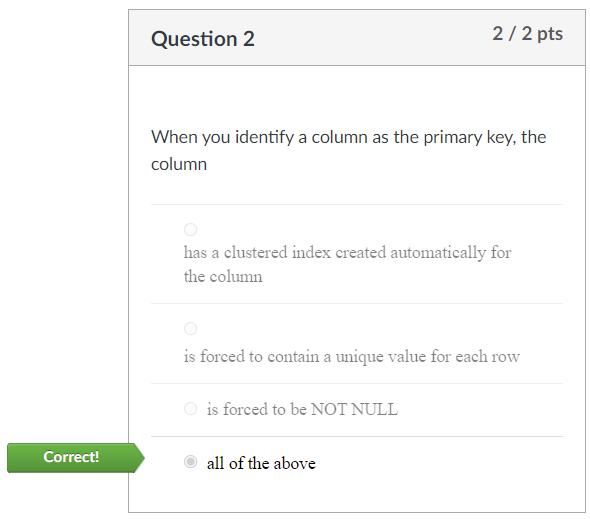 Question 2
2 / 2 pts
When you identify a column as the primary key, the
column
has a clustered index created automatically for
the column
is forced to contain a unique value for each row
is forced to be NOT NULL
Correct!
all of the above